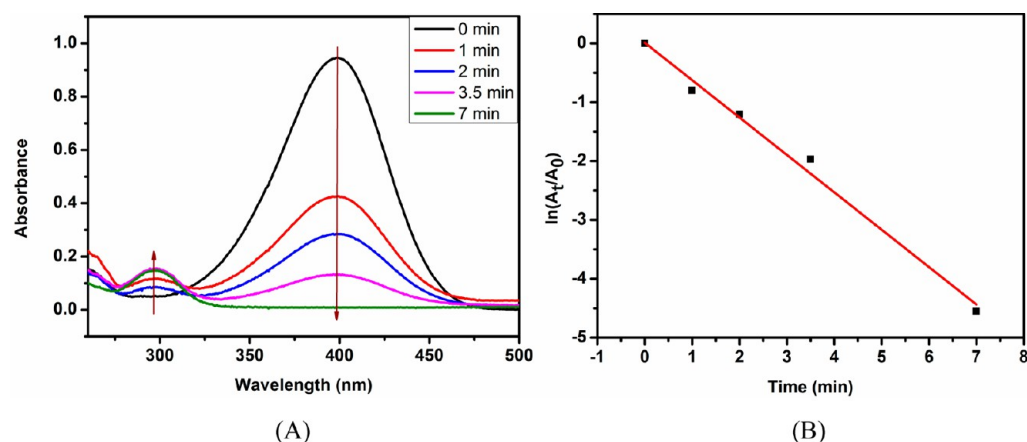 0 min
1 min
2 min
3.5 min
7 min
1.0
0.8
0.6
0.4
0.2
0.0
Absorbance
300 350 400 450 500
Wavelength (nm)
(A)
0
-1
-2
-3
-4
-5
ln(At/A0)
-1 0 1 2 3 4 5 6 7 8
Time (min)
(B)